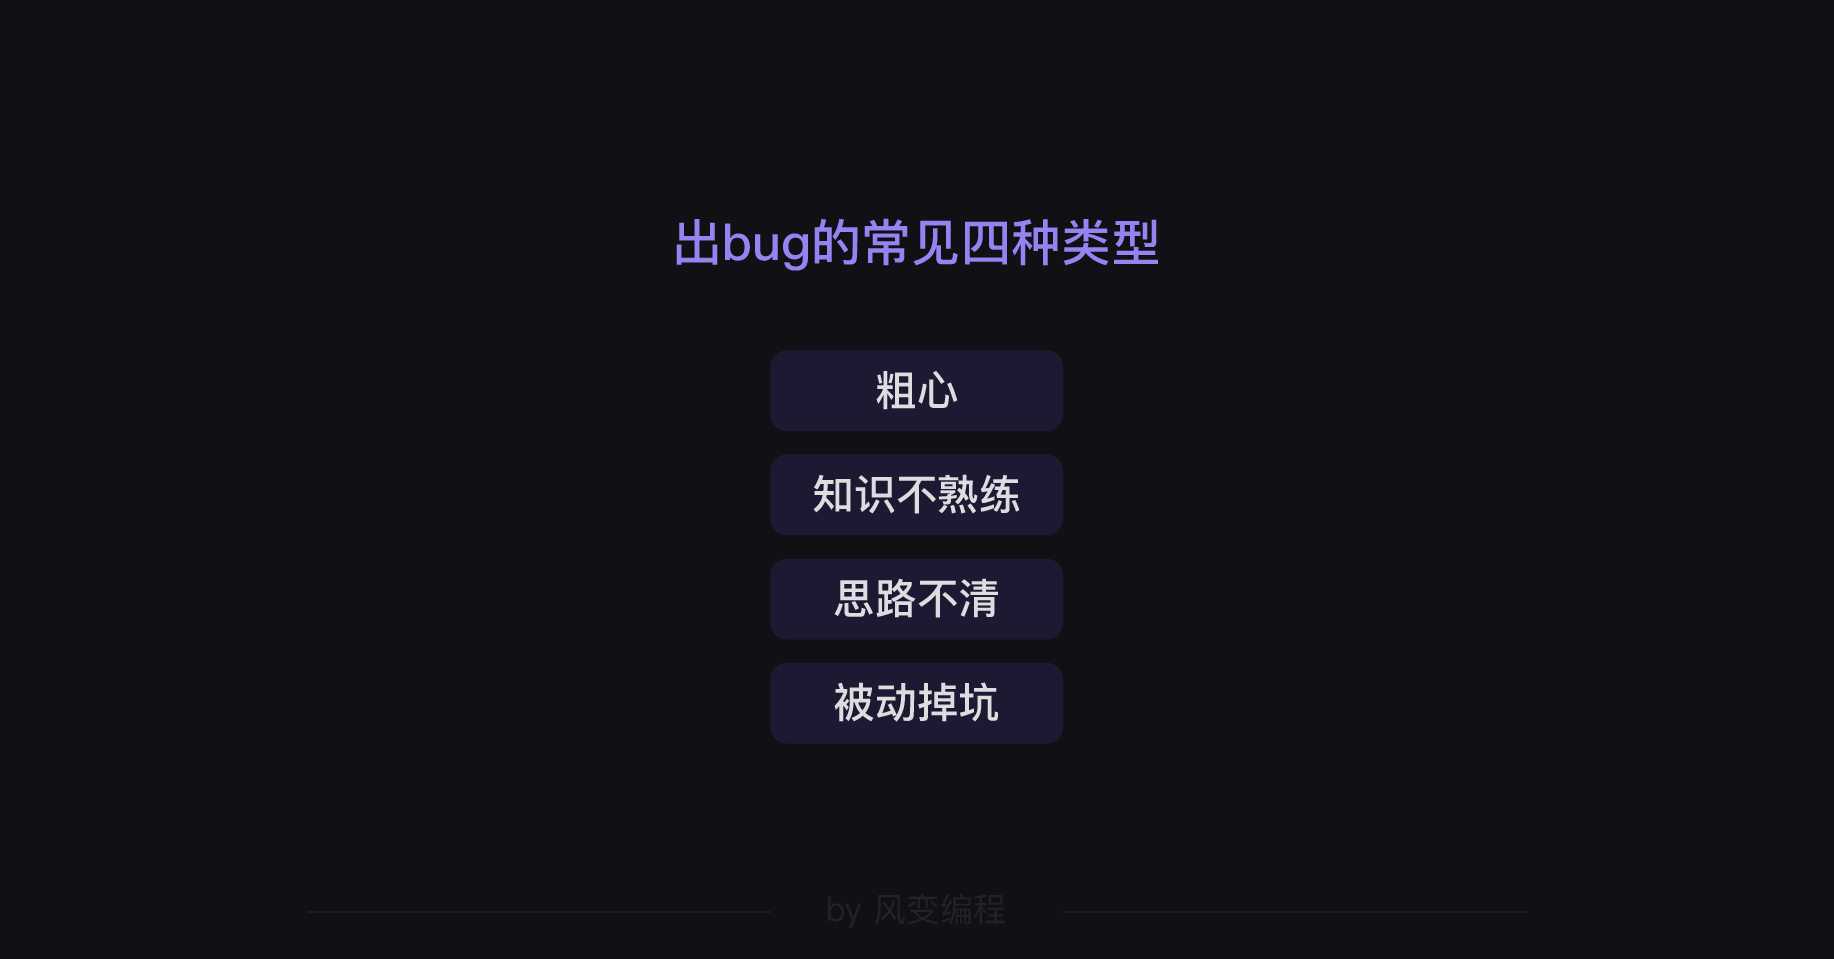 出bug的常见四种类型
粗心
知识不熟练
思路不清
被动掉坑
by 风变编程